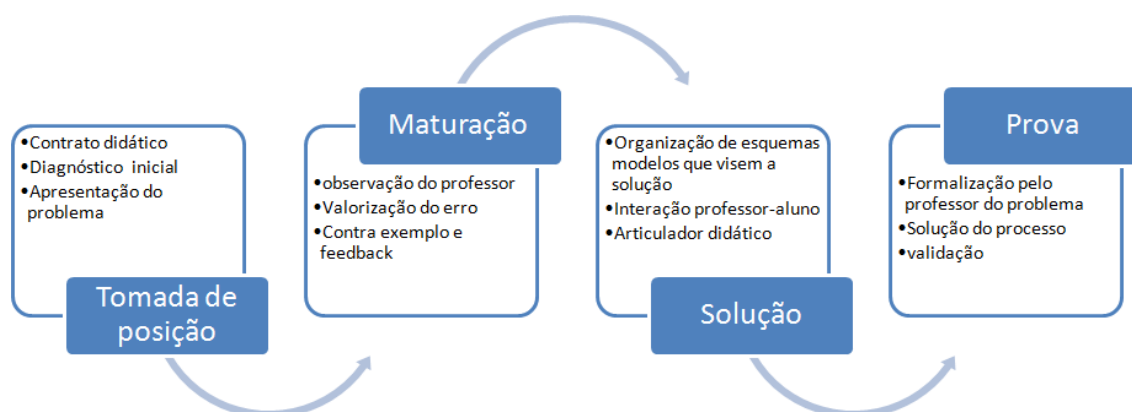 •Contrato didático
•Diagnóstico inicial
•Apresentação do
problema
Tomada de
posição
Maturação
•observação do professor
•Valorização do erro
•Contra exemplo e
feedback
•Organização de esquemas
modelos que visem a
solução
•Interação professor-aluno
•Articulador didático
Solução
Prova
•Formalização pelo
professor do problema
•Solução do processo
•validação